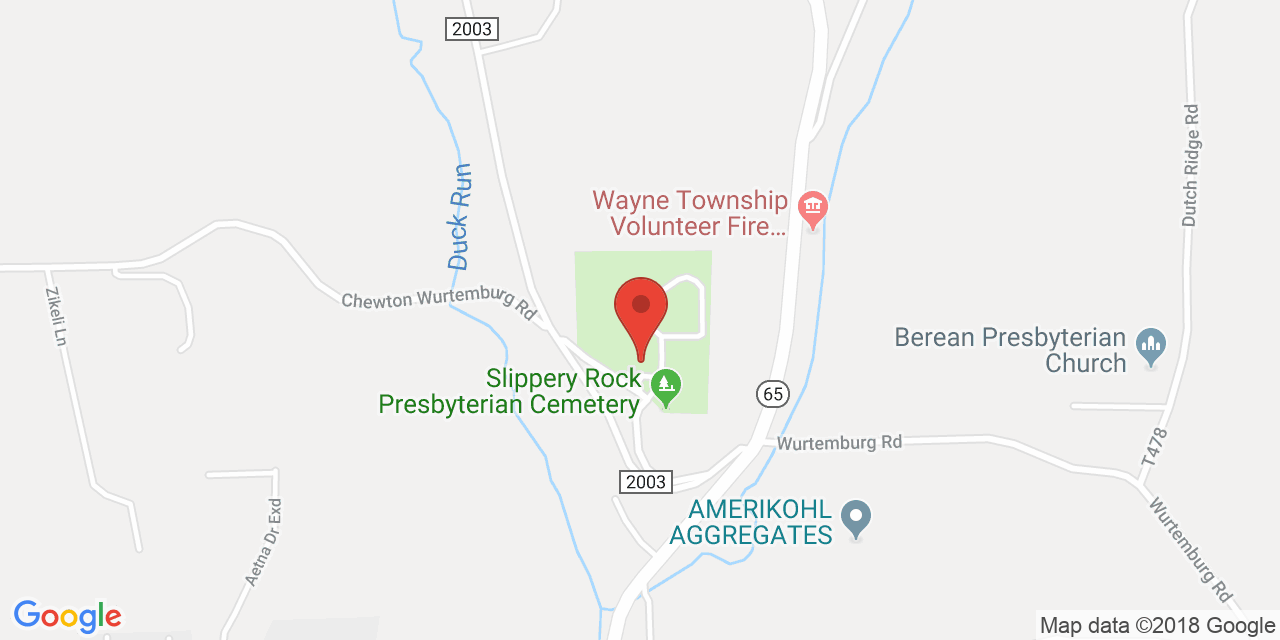 2003
Dutch Ridge Rd
Duck Run
Wayne Township
Volunteer Fire...
Zikeli Ln
Chewton Wurtemburg Rd
Berean Presbyterian
Church
Slippery Rock
Presbyterian Cemetery
65
Wurtemburg Rd
T478
2003
AMERIKOHL
AGGREGATES
Aetna Dr Exd
Wurtemburg Rd
Google
Map data ©2018 Google